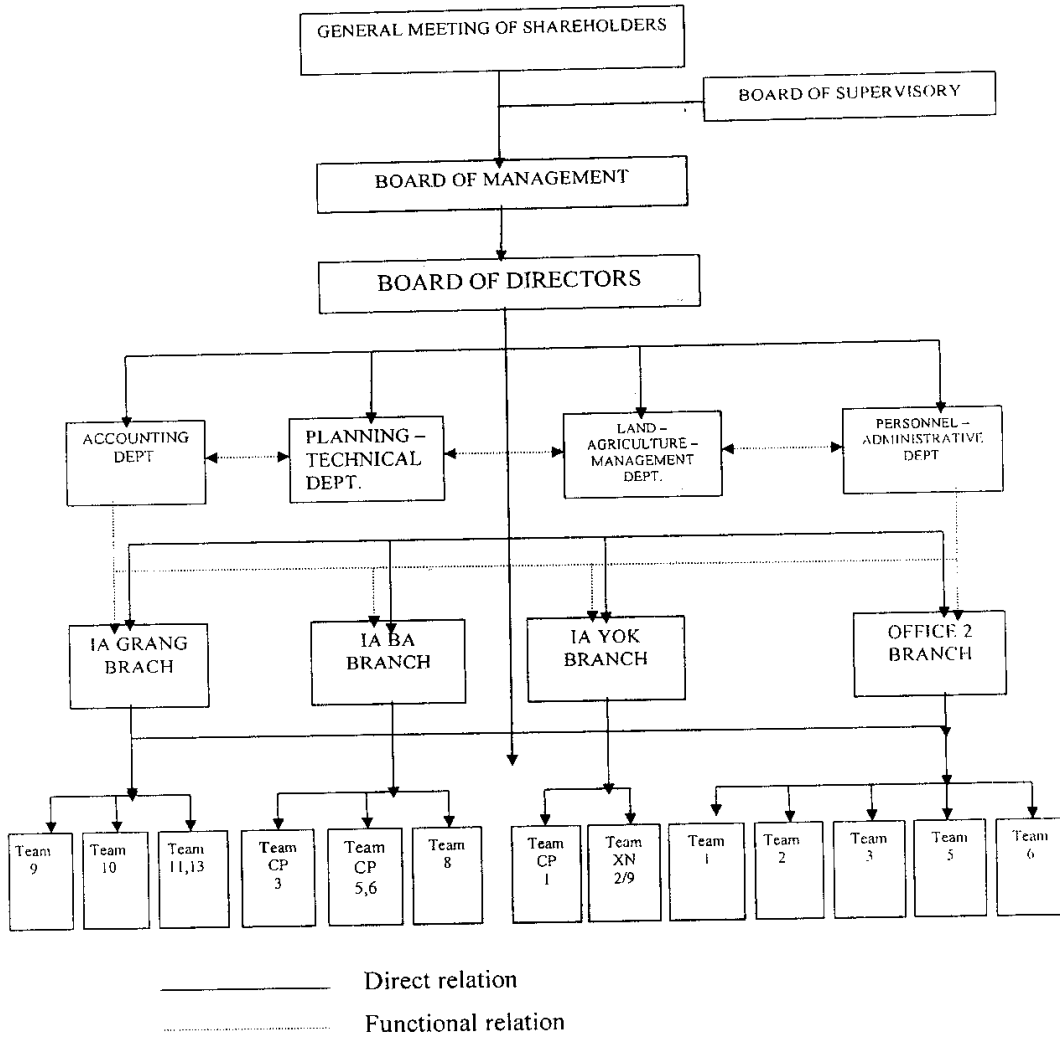 GENERAL MEETING OF SHAREHOLDERS
BOARD OF SUPERVISORY
BOARD OF MANAGEMENT
BOARD OF DIRECTORS
ACCOUNTING
DEPT
PLANNING –
TECHNICAL
DEPT.
LAND –
AGRICULTURE –
MANAGEMENT
DEPT.
PERSONNEL –
ADMINISTRATIVE
DEPT
IA GRANG
BRACH
IA BA
BRANCH
IA YOK
BRANCH
OFFICE 2
BRANCH
Team
9
Team
10
Team
11,13
Team
CP
3
Team
CP
5,6
Team
8
Team
CP
1
Team
XN
2/9
Team
1
Team
2
Team
3
Team
5
Team
6
Direct relation
Functional relation